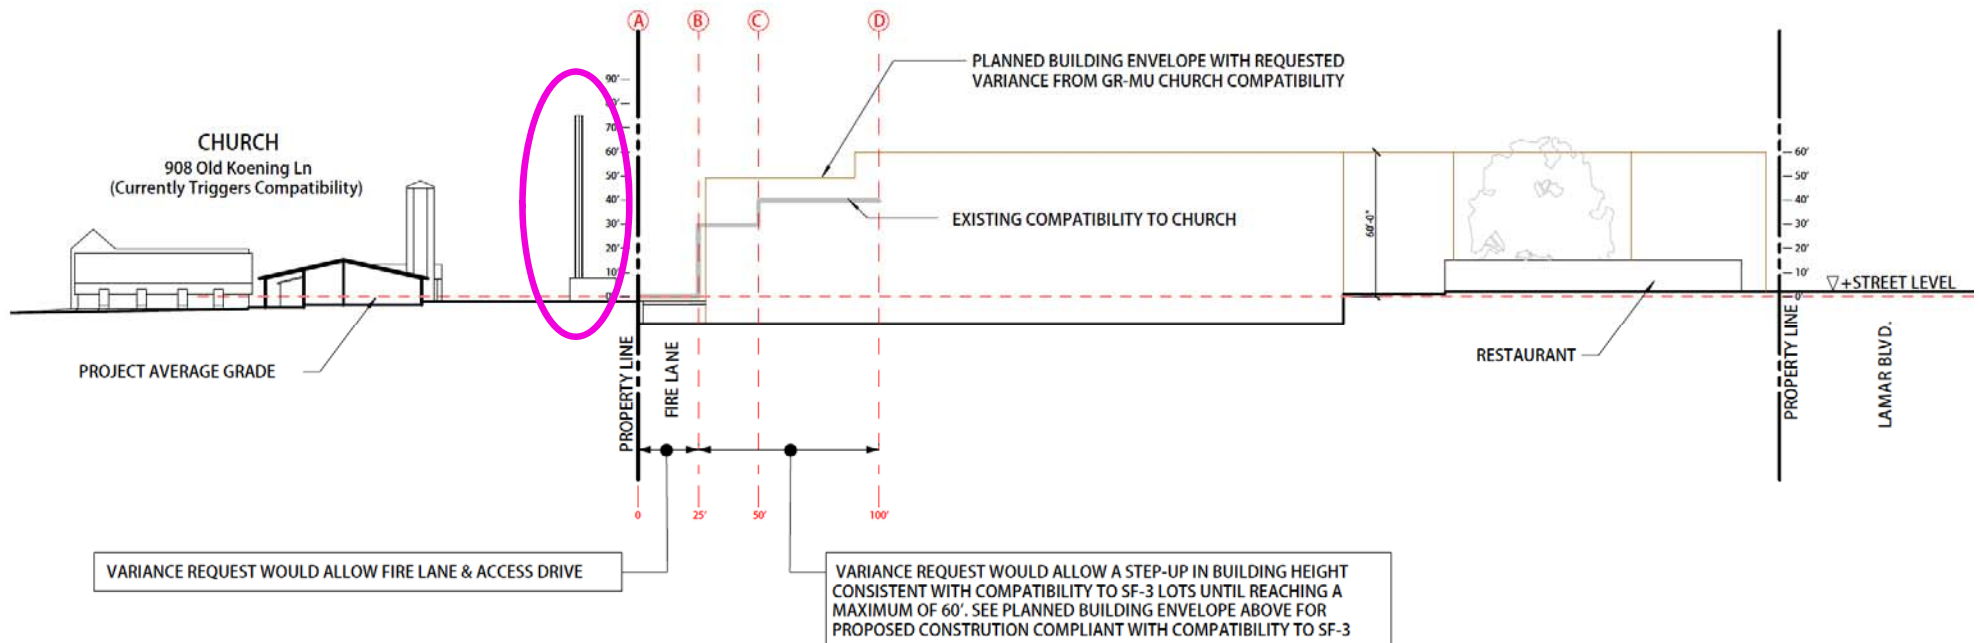 A
B
C
D
PLANNED BUILDING ENVELOPE WITH REQUESTED
VARIANCE FROM GR-MU CHURCH COMPATIBILITY
90'
80'
70'
60'
50'
40'
30'
20'
10'
0'
CHURCH
908 Old Koening Ln
(Currently Triggers Compatibility)
EXISTING COMPATIBILITY TO CHURCH
60'-0"
60'
50'
40'
30'
20'
10'
0'
+STREET LEVEL
PROJECT AVERAGE GRADE
PROPERTY LINE
FIRE LANE
RESTAURANT
PROPERTY LINE
LAMAR BLVD.
0
25'
50'
100'
VARIANCE REQUEST WOULD ALLOW FIRE LANE & ACCESS DRIVE
VARIANCE REQUEST WOULD ALLOW A STEP-UP IN BUILDING HEIGHT
CONSISTENT WITH COMPATIBILITY TO SF-3 LOTS UNTIL REACHING A
MAXIMUM OF 60'. SEE PLANNED BUILDING ENVELOPE ABOVE FOR
PROPOSED CONSTRUTION COMPLIANT WITH COMPATIBILITY TO SF-3